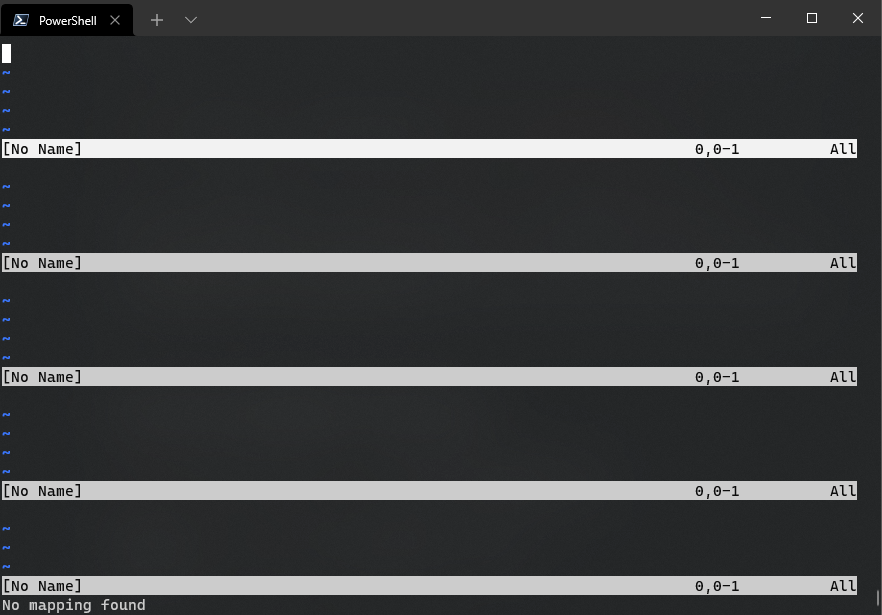 PowerShell
~
~
~
~
[No Name] 0,0-1 All
~
~
~
~
[No Name] 0,0-1 All
~
~
~
~
[No Name] 0,0-1 All
~
~
~
~
[No Name] 0,0-1 All
~
~
~
[No Name] 0,0-1 All
No mapping found